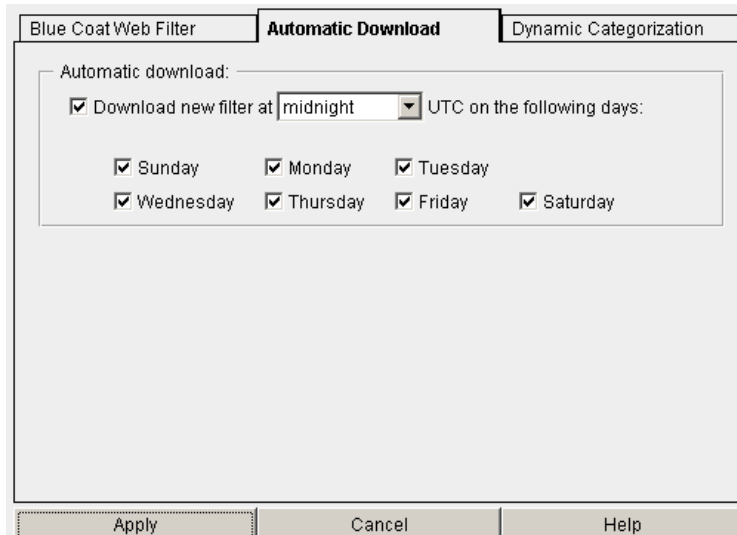 Blue Coat Web Filter Automatic Download Dynamic Categorization
Automatic download:
Download new filter at midnight UTC on the following days:
Sunday Monday Tuesday
Wednesday Thursday Friday Saturday
Apply Cancel Help